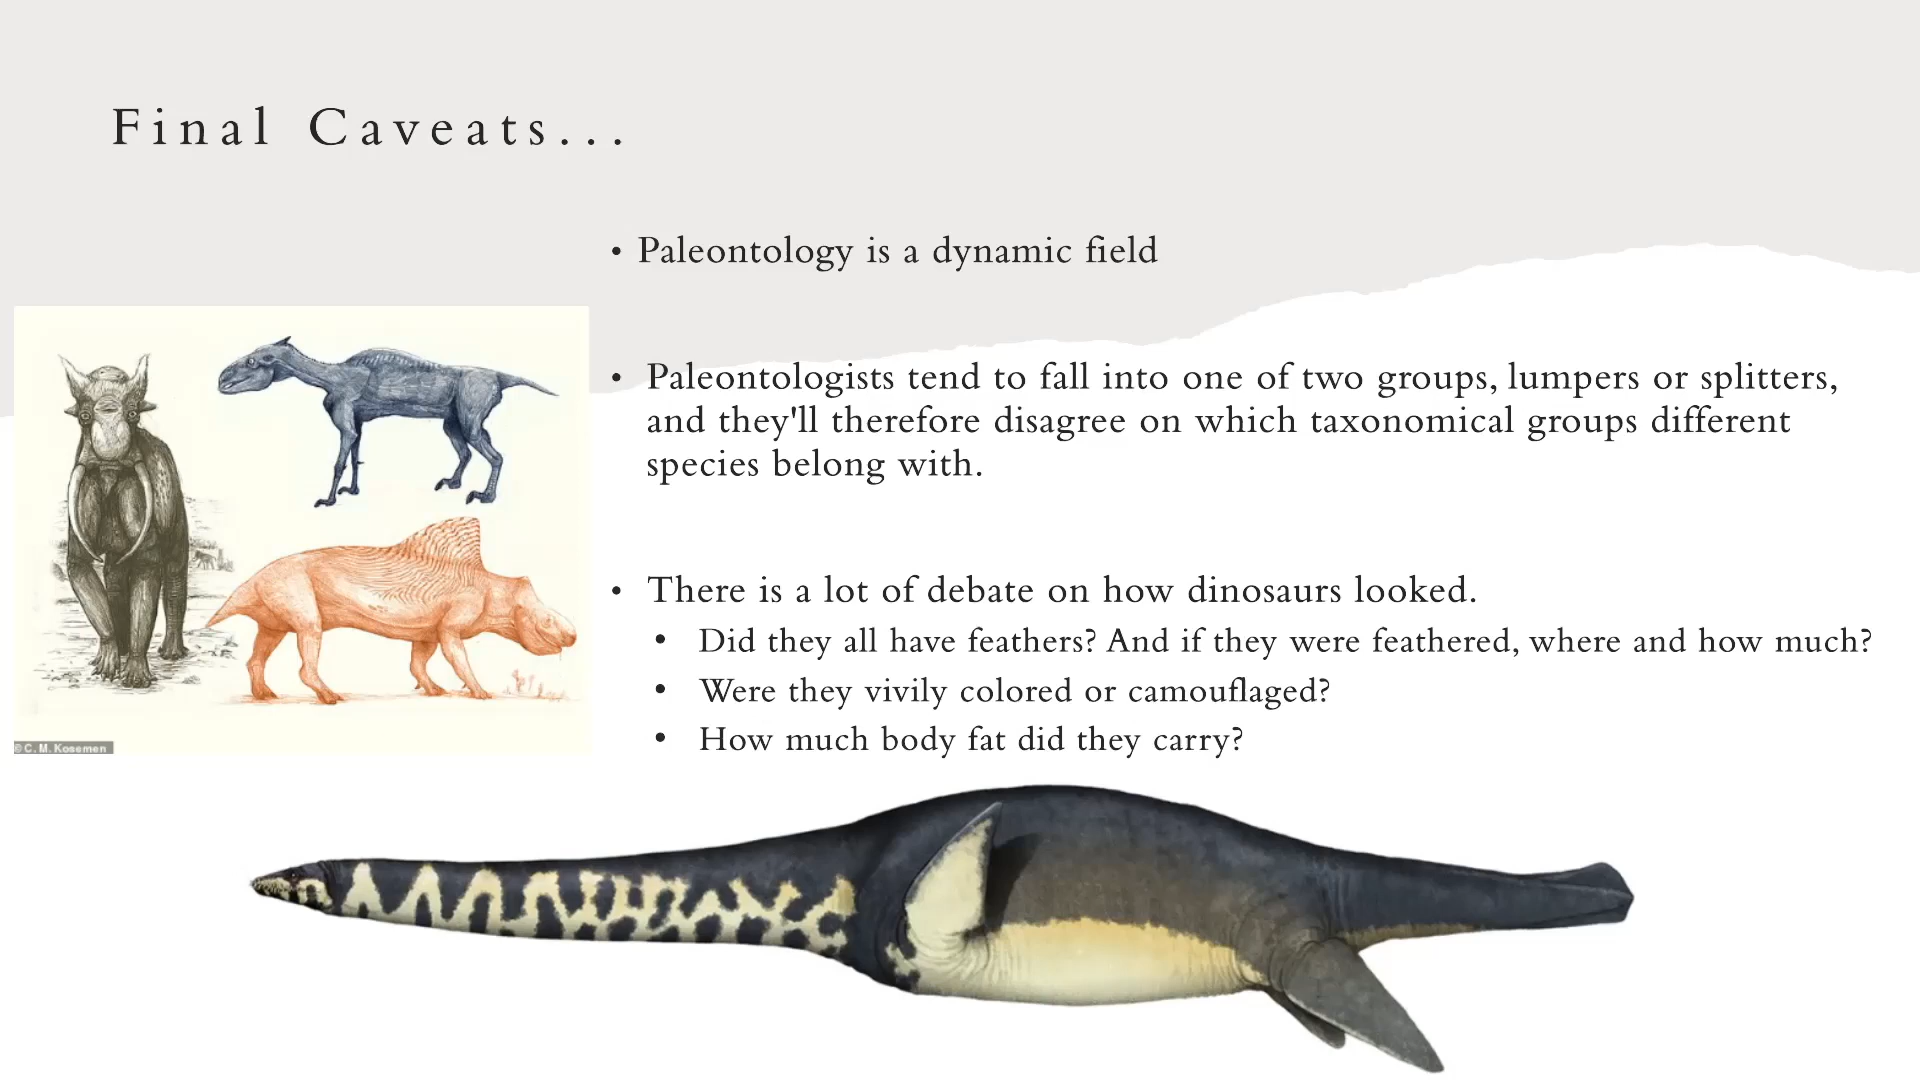 Final Caveats...
• Paleontology is a dynamic field
• Paleontologists tend to fall into one of two groups, lumpers or splitters,
and they'll therefore disagree on which taxonomical groups different
species belong with.
• There is a lot of debate on how dinosaurs looked.
• Did they all have feathers? And if they were feathered, where and how much?
• Were they vivily colored or camouflaged?
• How much body fat did they carry?
© C. M. Kosemen